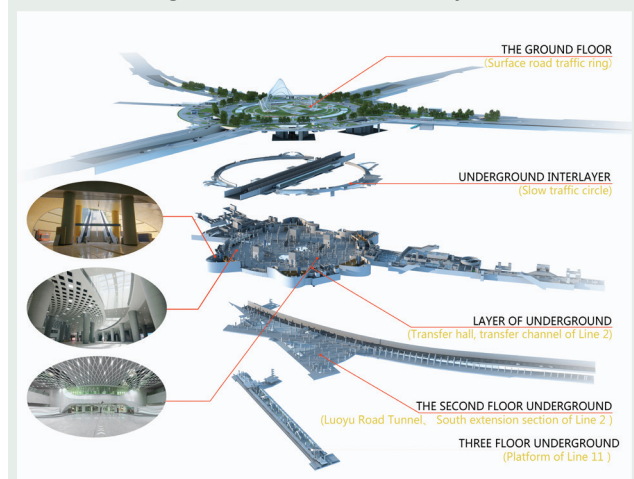 THE GROUND FLOOR
(Surface road traffic ring)
UNDERGROUND INTERLAYER
(Slow traffic circle)
LAYER OF UNDERGROUND
(Transfer hall, transfer channel of Line 2)
THE SECOND FLOOR UNDERGROUND
(Luoyu Road Tunnel、 South extension section of Line 2 )
THREE FLOOR UNDERGROUND
(Platform of Line 11 )